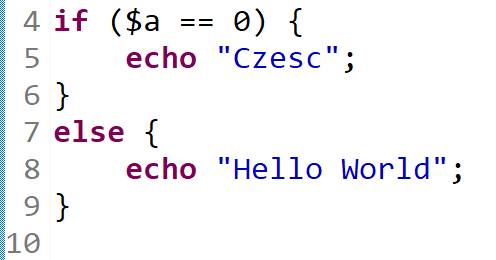 4 if ($a == 0) {
5     echo "Czesc";
6 }
7 else {
8     echo "Hello World";
9 }
10